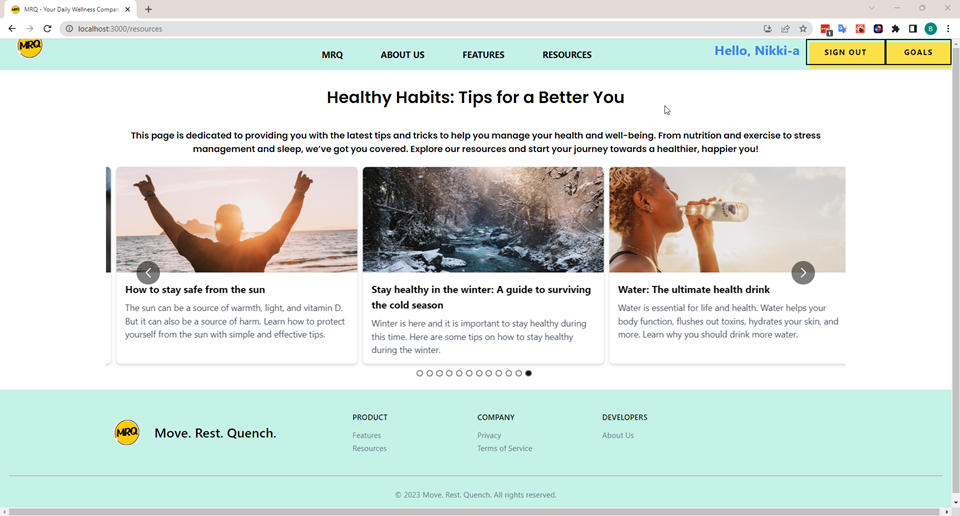 MRQ - Your Daily Wellness Compa
localhost:3000/resources
1
B
MRQ
MRQ
ABOUT US
FEATURES
RESOURCES
Hello, Nikki-a
SIGN OUT
GOALS
Healthy Habits: Tips for a Better You
This page is dedicated to providing you with the latest tips and tricks to help you manage your health and well-being. From nutrition and exercise to stress
management and sleep, we've got you covered. Explore our resources and start your journey towards a healthier, happier you!
How to stay safe from the sun
The sun can be a source of warmth, light, and vitamin D.
But it can also be a source of harm. Learn how to protect
yourself from the sun with simple and effective tips.
Stay healthy in the winter: A guide to surviving
the cold season
Winter is here and it is important to stay healthy during
this time. Here are some tips on how to stay healthy
during the winter.
Water: The ultimate health drink
Water is essential for life and health. Water helps your
body function, flushes out toxins, hydrates your skin, and
more. Learn why you should drink more water.
MRQ
Move. Rest. Quench.
PRODUCT
Features
Resources
COMPANY
Privacy
Terms of Service
DEVELOPERS
About Us
© 2023 Move. Rest. Quench. All rights reserved.